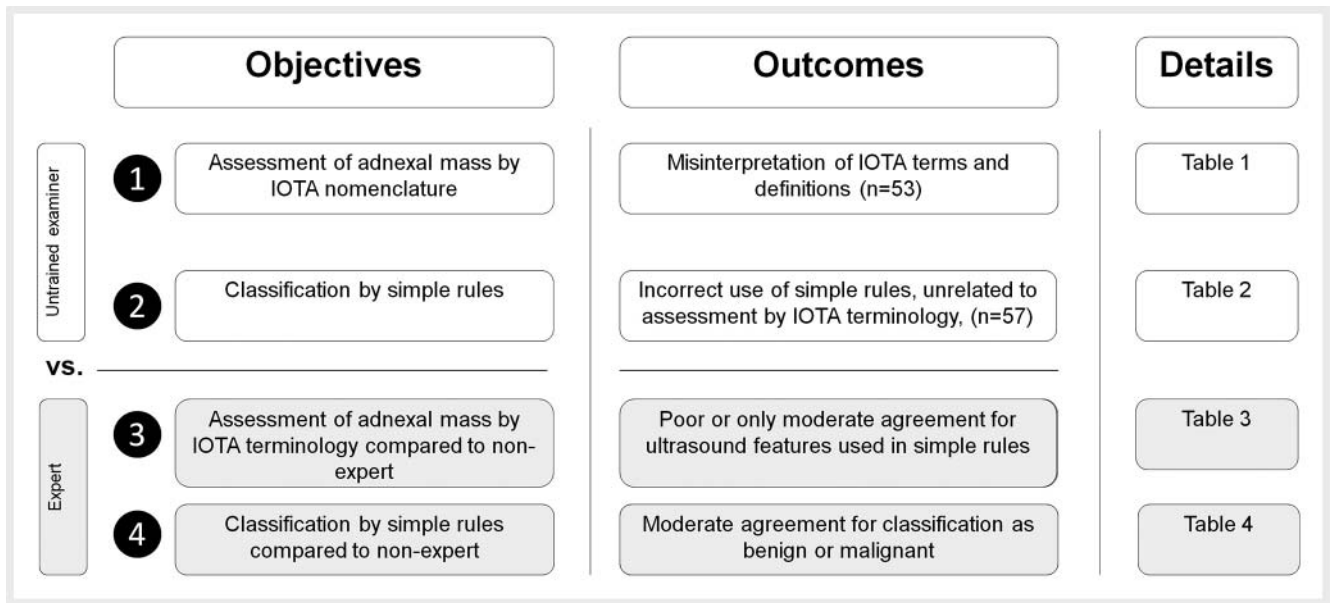 Objectives
Outcomes
Details
Untrained examiner
1
Assessment of adnexal mass by
IOTA nomenclature
Misinterpretation of IOTA terms and
definitions (n=53)
Table 1
2
Classification by simple rules
Incorrect use of simple rules, unrelated to
assessment by IOTA terminology, (n=57)
Table 2
vs.
Expert
3
Assessment of adnexal mass by
IOTA terminology compared to non-
expert
Poor or only moderate agreement for
ultrasound features used in simple rules
Table 3
4
Classification by simple rules
compared to non-expert
Moderate agreement for classification as
benign or malignant
Table 4